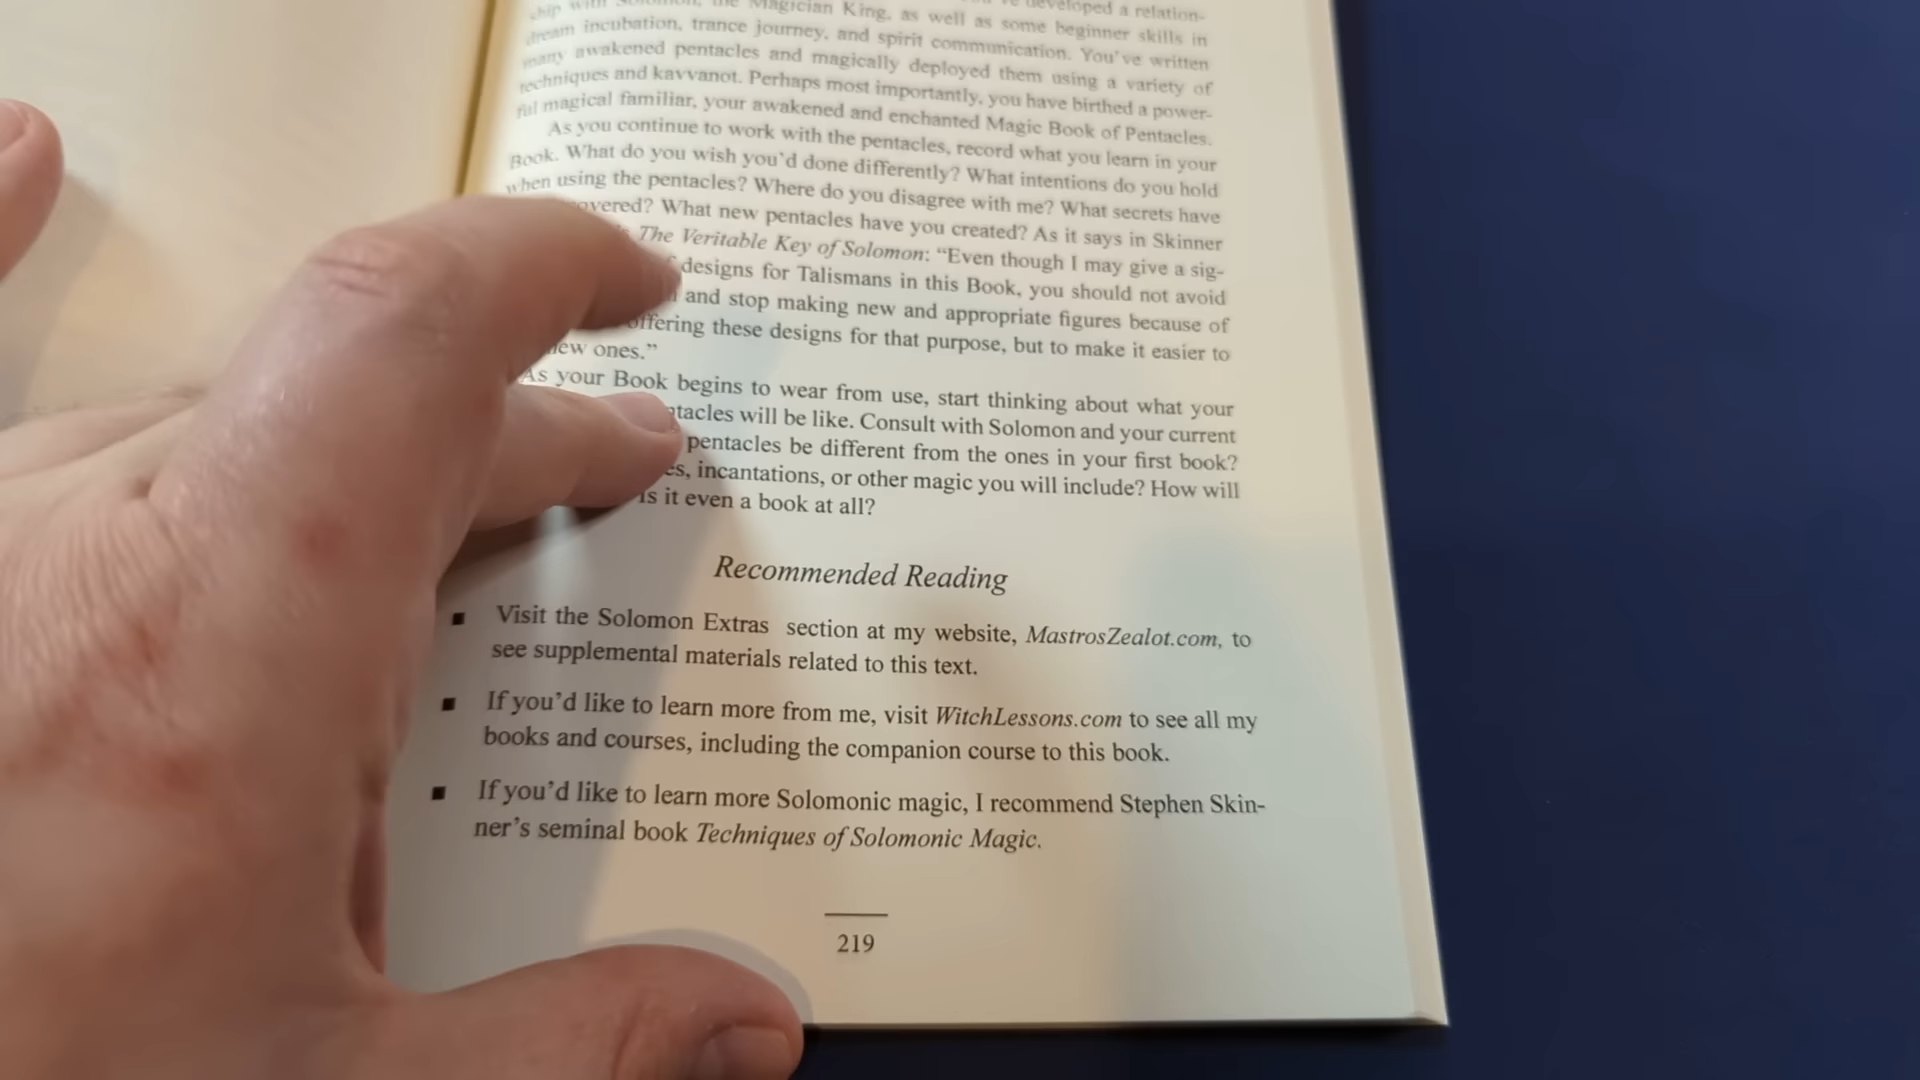 developed a relation-
ship with Solomon, the Magician King, as well as some beginner skills in
dream incubation, trance journey, and spirit communication. You've written
many awakened pentacles and magically deployed them using a variety of
techniques and kavvanot. Perhaps most importantly, you have birthed a power-
ful magical familiar, your awakened and enchanted Magic Book of Pentacles.
As you continue to work with the pentacles, record what you learn in your
Book. What do you wish you'd done differently? What intentions do you hold
when using the pentacles? Where do you disagree with me? What secrets have
overed? What new pentacles have you created? As it says in Skinner
The Veritable Key of Solomon: “Even though I may give a sig-
designs for Talismans in this Book, you should not avoid
and stop making new and appropriate figures because of
offering these designs for that purpose, but to make it easier to
new ones.”
As your Book begins to wear from use, start thinking about what your
ntacles will be like. Consult with Solomon and your current
pentacles be different from the ones in your first book?
es, incantations, or other magic you will include? How will
Is it even a book at all?
Recommended Reading
▪ Visit the Solomon Extras section at my website, MastrosZealot.com, to
see supplemental materials related to this text.
▪ If you'd like to learn more from me, visit WitchLessons.com to see all my
books and courses, including the companion course to this book.
▪ If you'd like to learn more Solomonic magic, I recommend Stephen Skin-
ner's seminal book Techniques of Solomonic Magic.
219